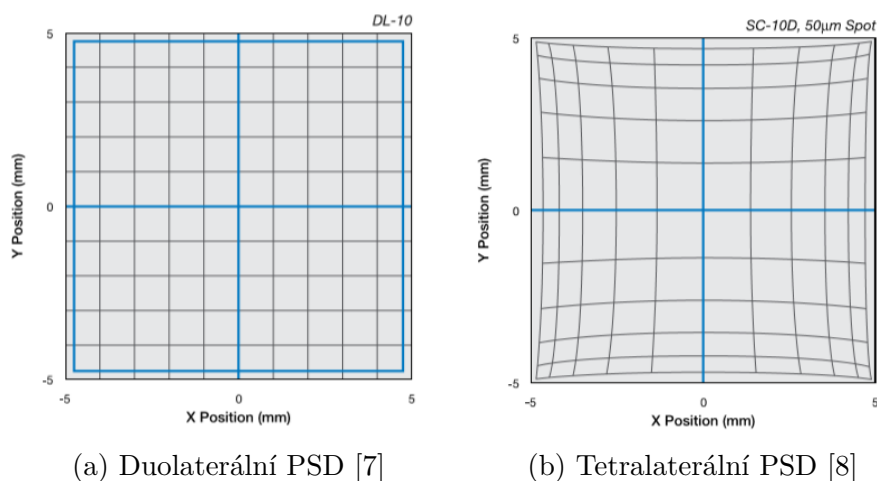 DL-10
5
0
-5
Y Position (mm)
-5
0
5
X Position (mm)
(a) Duolaterální PSD [7]
SC-10D, 50µm Spot
5
0
-5
Y Position (mm)
-5
0
5
X Position (mm)
(b) Tetralaterální PSD [8]